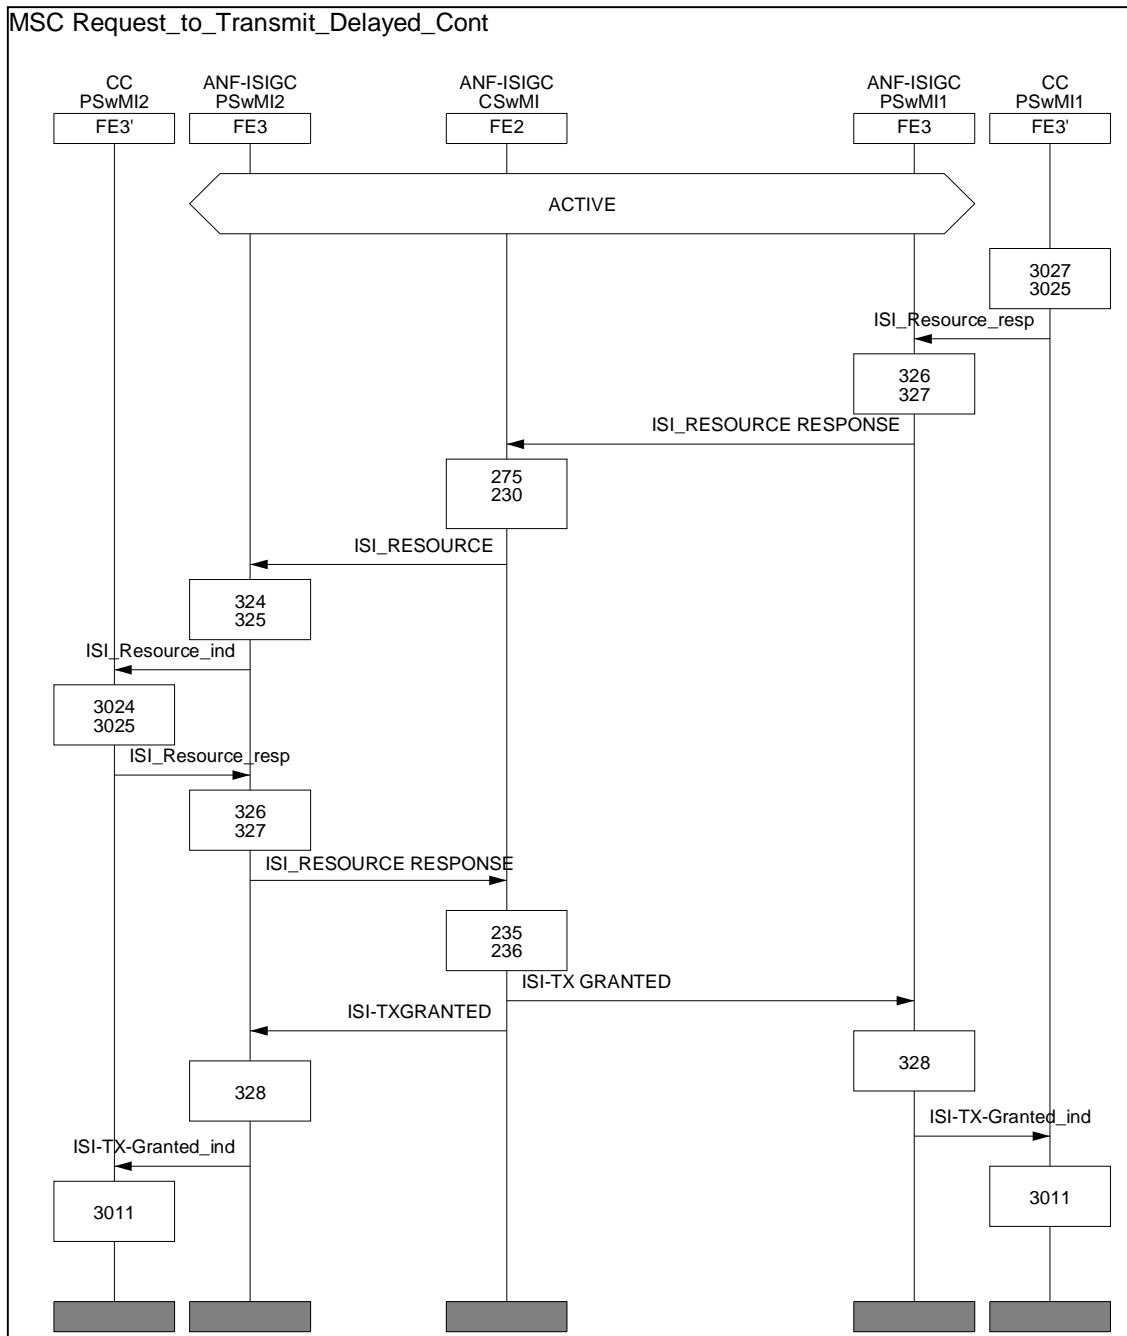 MSC Request_to_Transmit_Delayed_Cont
CC
PSwMI2
FE3'
ANF-ISIGC
PSwMI2
FE3
ANF-ISIGC
CSwMI
FE2
ANF-ISIGC
PSwMI1
FE3
CC
PSwMI1
FE3'
ACTIVE
3027
3025
ISI_Resource_resp
326
327
ISI_RESOURCE RESPONSE
275
230
ISI_RESOURCE
324
325
ISI_Resource_ind
3024
3025
ISI_Resource_resp
326
327
ISI_RESOURCE RESPONSE
235
236
ISI-TX GRANTED
ISI-TXGRANTED
328
328
ISI-TX-Granted_ind
ISI-TX-Granted_ind
3011
3011